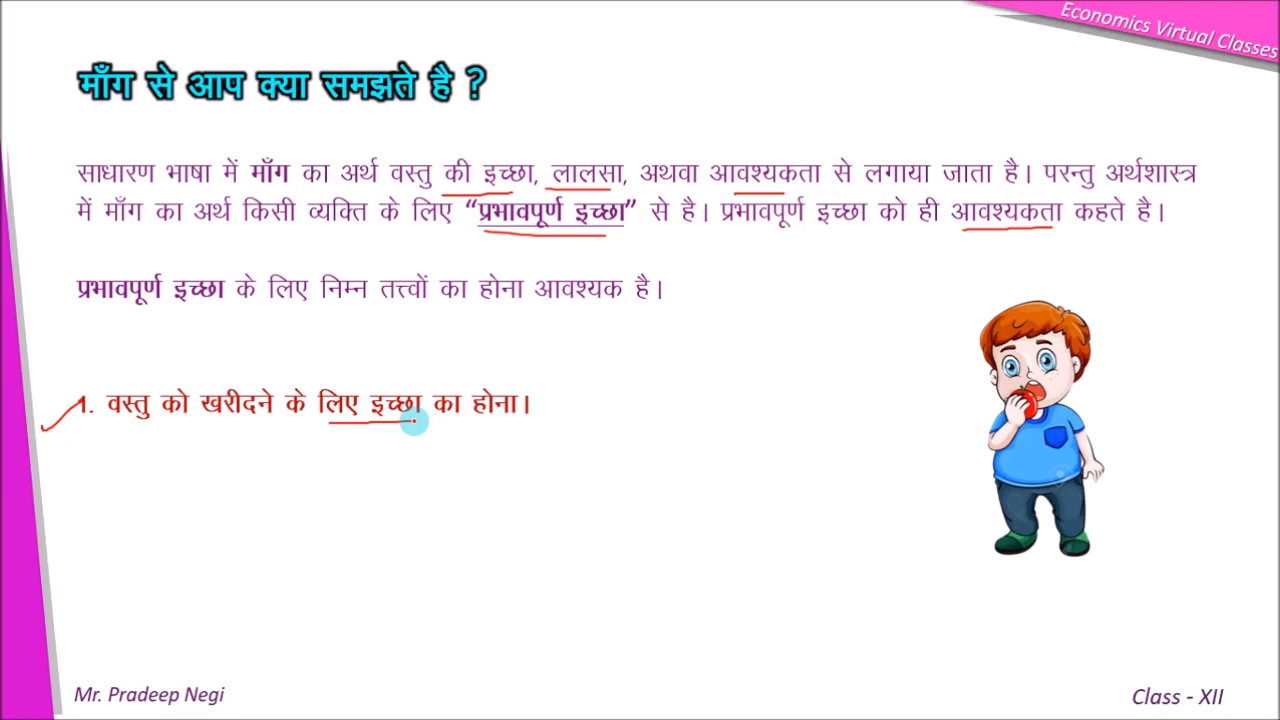 Economics Virtual Classes
माँग से आप क्या समझते है ?
साधारण भाषा में माँग का अर्थ वस्तु की इच्छा, लालसा, अथवा आवश्यकता से लगाया जाता है। परन्तु अर्थशास्त्र
में माँग का अर्थ किसी व्यक्ति के लिए “प्रभावपूर्ण इच्छा” से है। प्रभावपूर्ण इच्छा को ही आवश्यकता कहते है।
प्रभावपूर्ण इच्छा के लिए निम्न तत्त्वों का होना आवश्यक है।
1. वस्तु को खरीदने के लिए इच्छा का होना।
Mr. Pradeep Negi
Class - XII